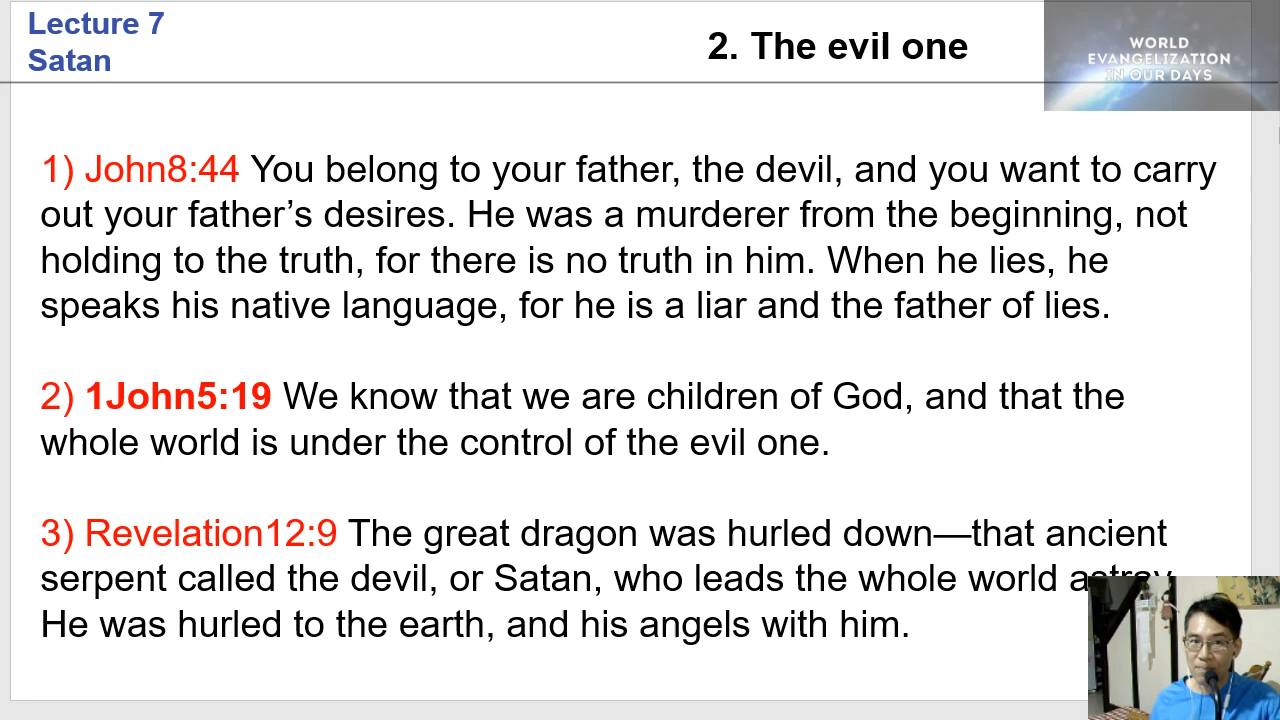 Lecture 7
Satan
2. The evil one
WORLD
EVANGELIZATION
IN OUR DAYS
1) John8:44 You belong to your father, the devil, and you want to carry
out your father’s desires. He was a murderer from the beginning, not
holding to the truth, for there is no truth in him. When he lies, he
speaks his native language, for he is a liar and the father of lies.
2) 1John5:19 We know that we are children of God, and that the
whole world is under the control of the evil one.
3) Revelation12:9 The great dragon was hurled down—that ancient
serpent called the devil, or Satan, who leads the whole world astray
He was hurled to the earth, and his angels with him.